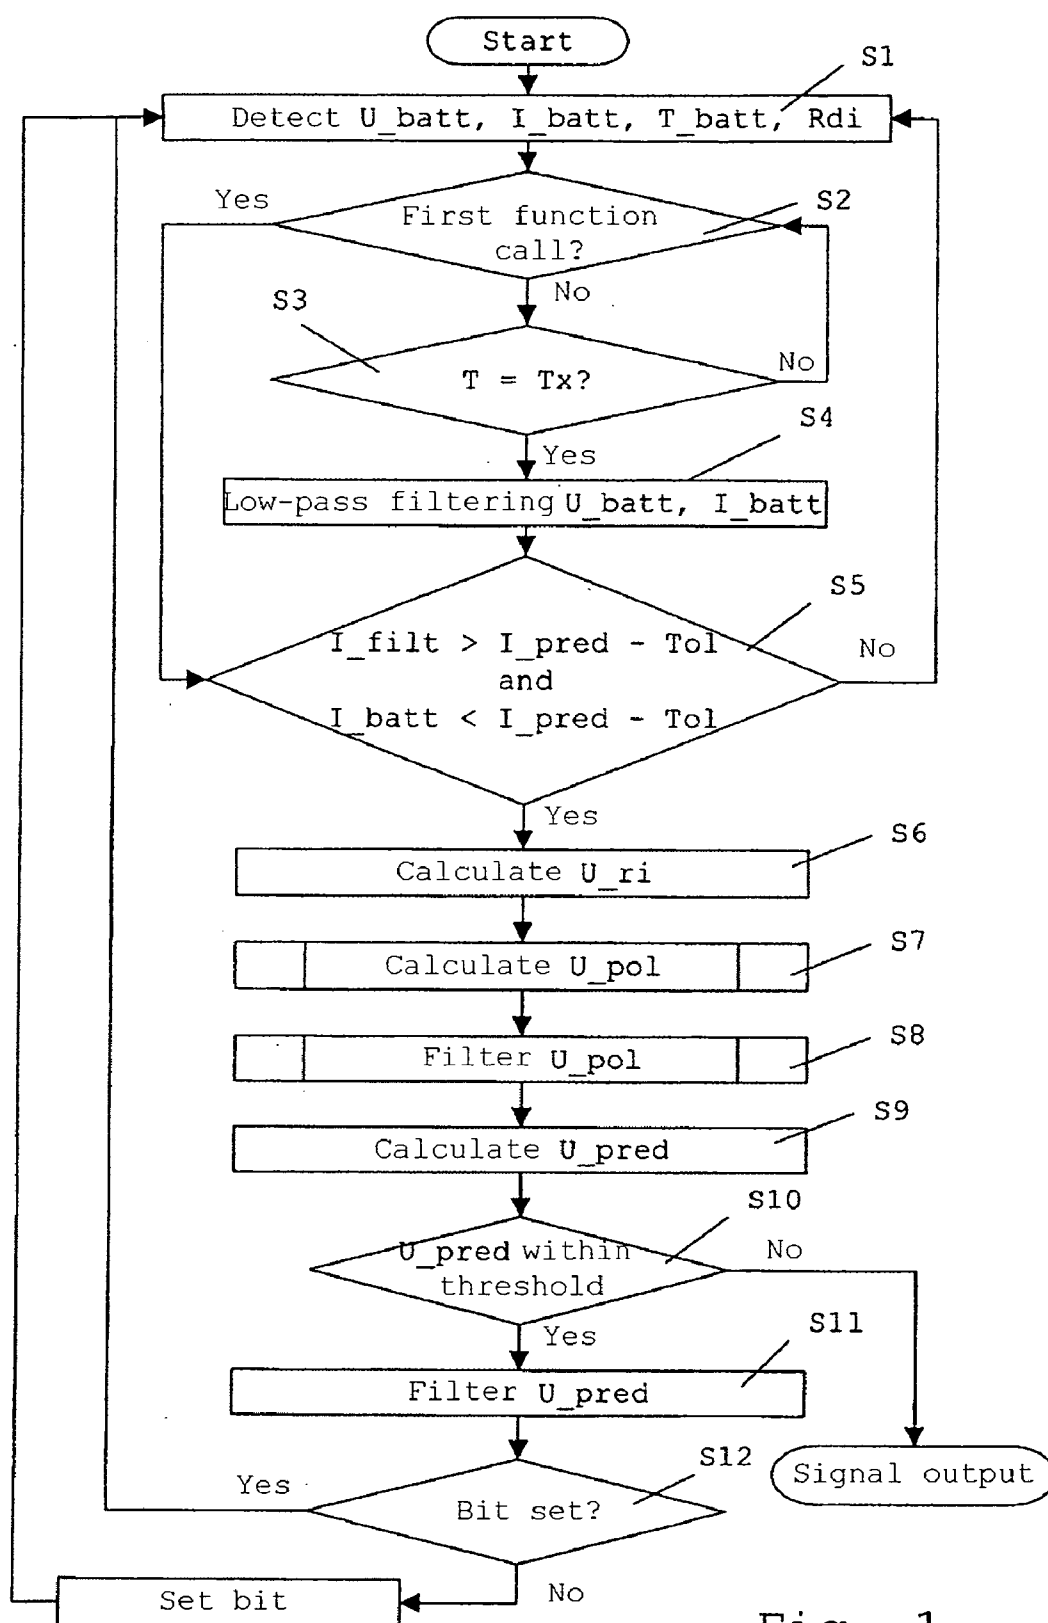 Start
S1
Detect U_batt, I_batt, T_batt, Rdi
Yes
First function
call?
S2
No
S3
T = Tx?
No
S4
Yes
Low-pass filtering U_batt, I_batt
S5
I_filt > I_pred - Tol
and
I_batt < I_pred - Tol
No
Yes
S6
Calculate U_ri
S7
Calculate U_pol
S8
Filter U_pol
S9
Calculate U_pred
S10
U_pred within
threshold
No
Yes
S11
Filter U_pred
S12
Yes
Bit set?
Signal output
No
Set bit
Fig. 1